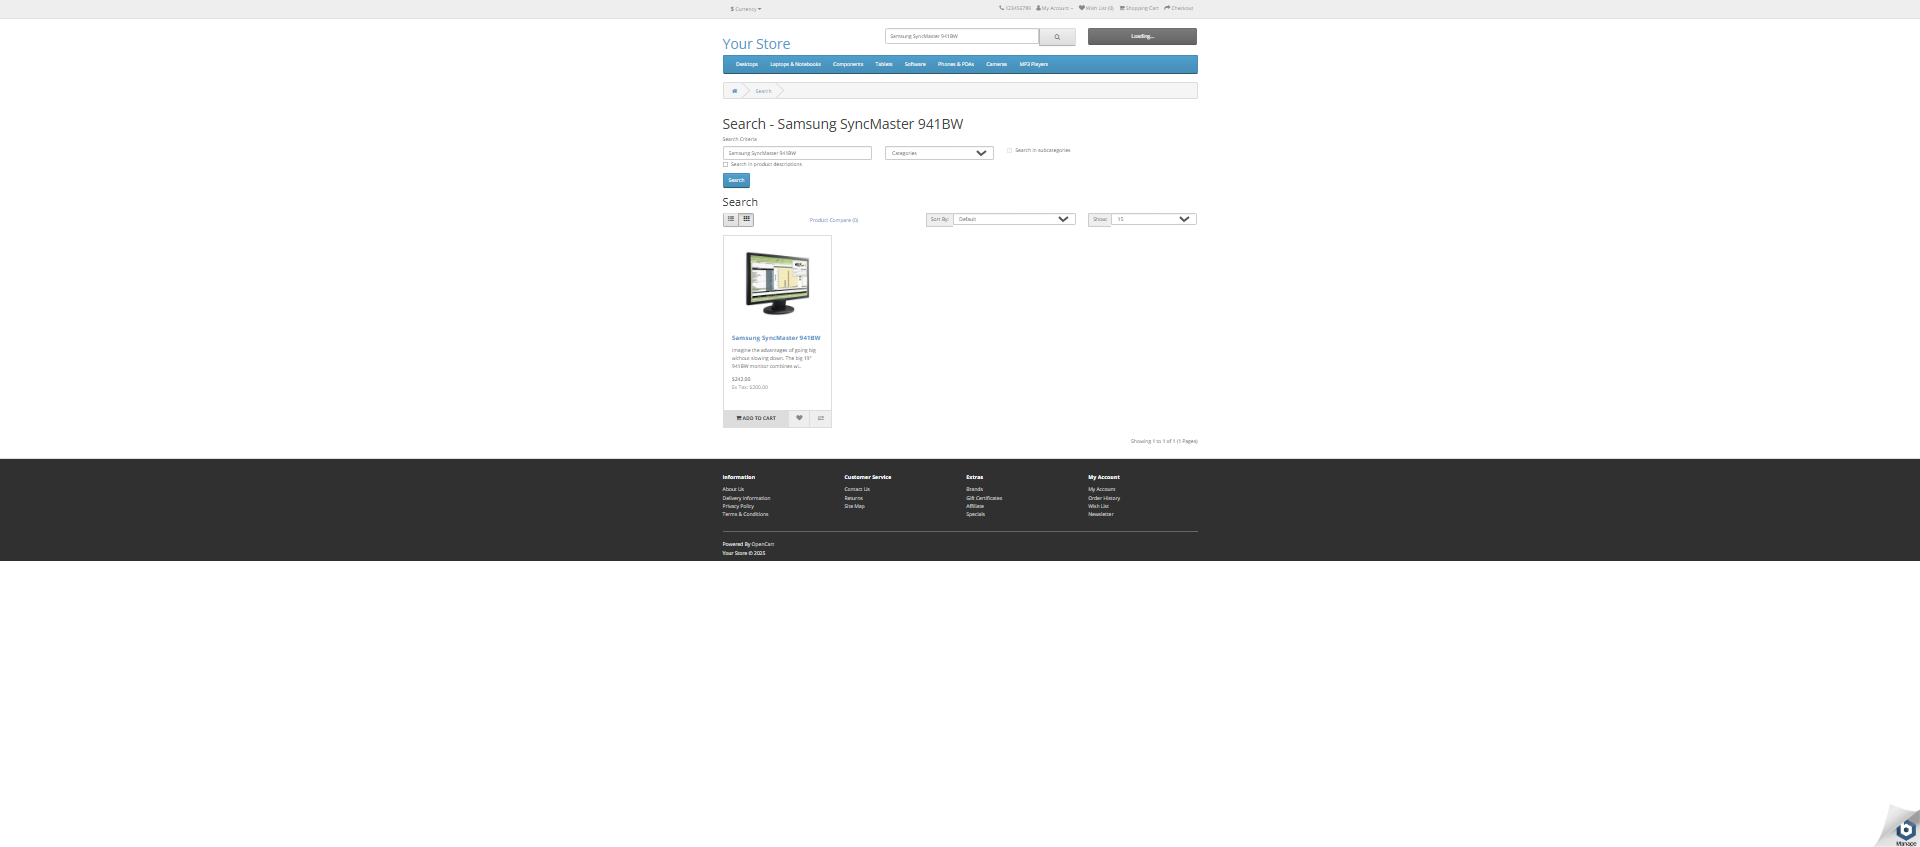 $ Currency
123456789 My Account Wish List (0) Shopping Cart Checkout
Your Store
Samsung SyncMaster 941BW
Loading...
Desktops Laptops & Notebooks Components Tablets Software Phones & PDAs Cameras MP3 Players
Search
Search - Samsung SyncMaster 941BW
Search Criteria
Samsung SyncMaster 941BW
Categories
Search in subcategories
Search in product descriptions
Search
Search
Product Compare (0)
Sort By: Default
Show: 15
Samsung SyncMaster 941BW
Imagine the advantages of going big
without slowing down. The big 19"
941BW monitor combines wi..
$242.00
Ex Tax: $200.00
ADD TO CART
Showing 1 to 1 of 1 (1 Pages)
Information Customer Service Extras My Account
About Us Contact Us Brands My Account
Delivery Information Returns Gift Certificates Order History
Privacy Policy Site Map Affiliate Wish List
Terms & Conditions Specials Newsletter
Powered By OpenCart
Your Store © 2025
Manage